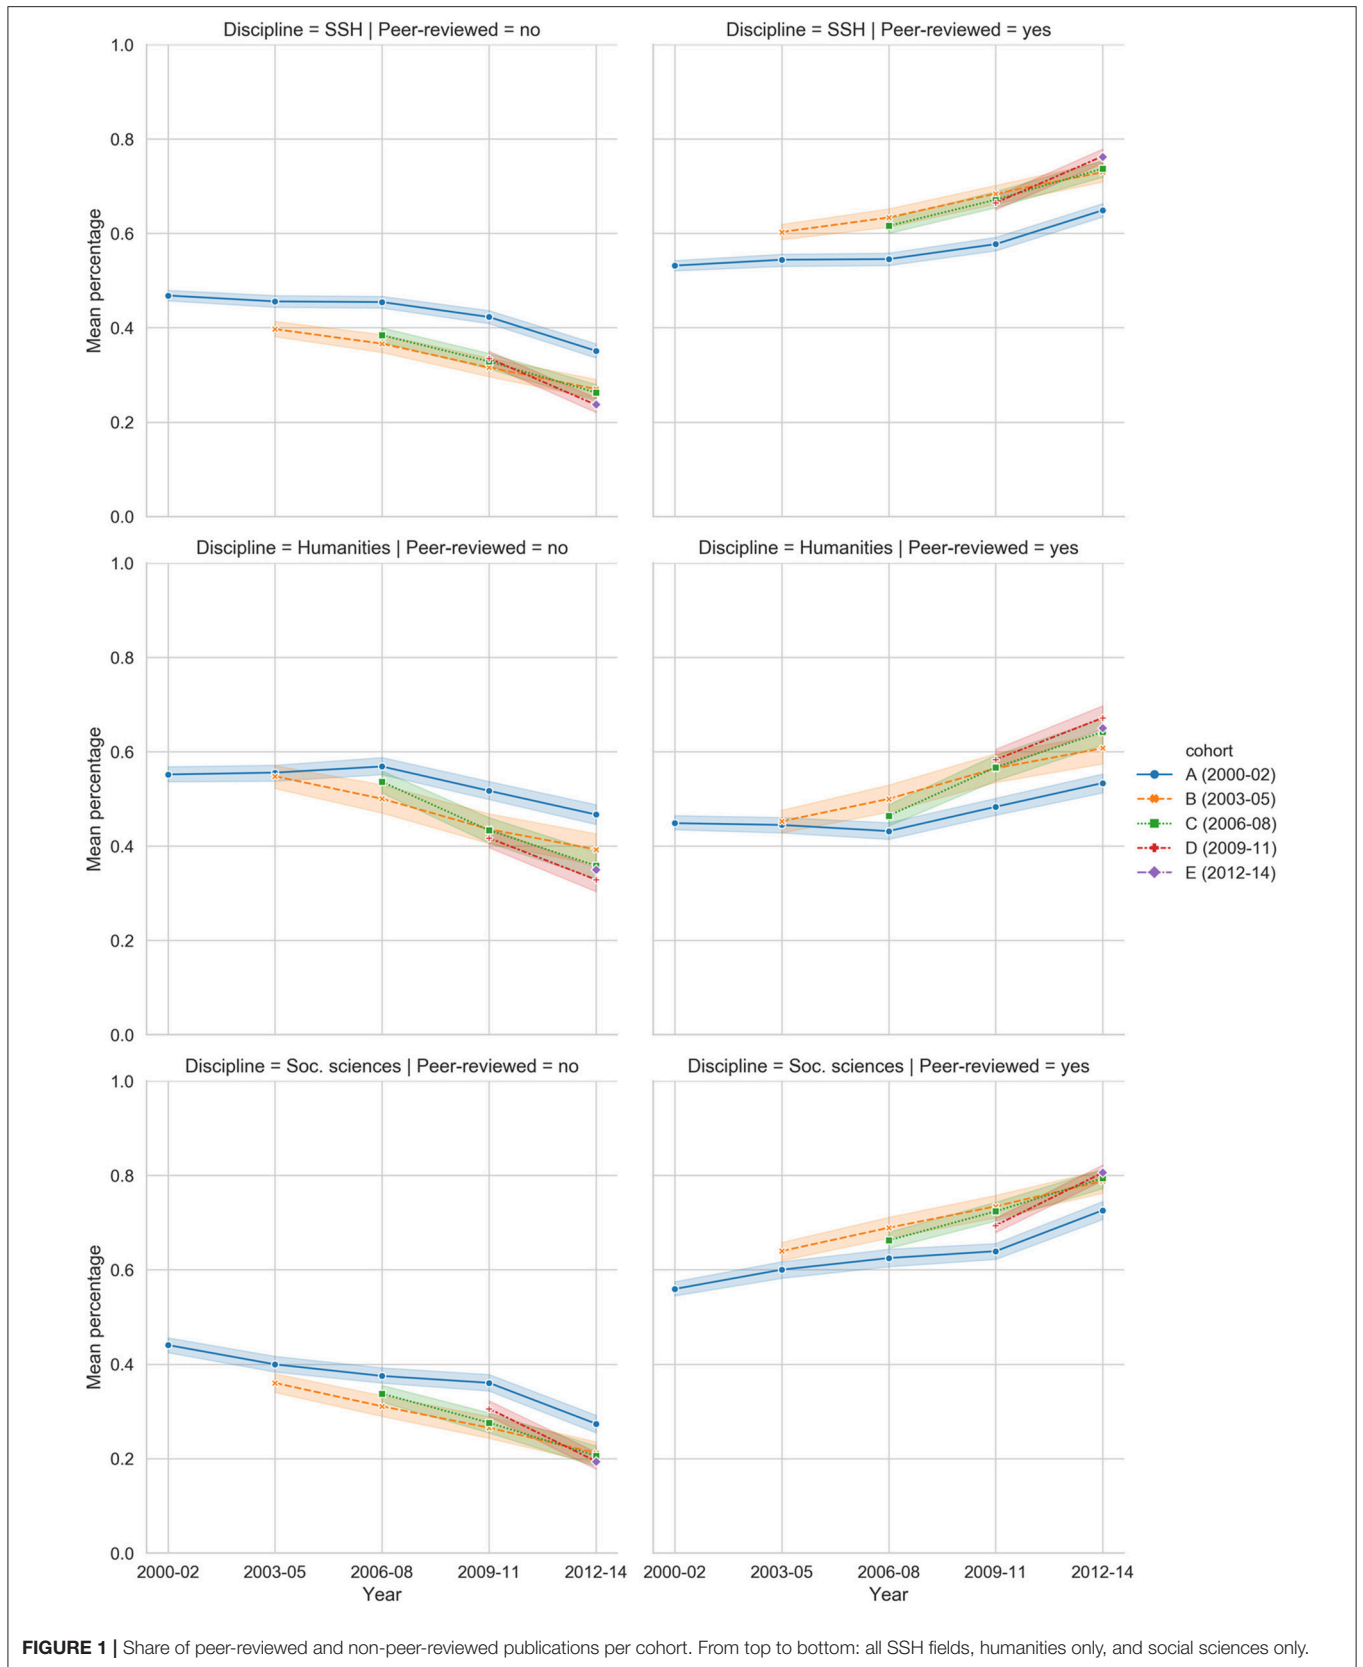 Discipline = SSH | Peer-reviewed = no
Discipline = SSH | Peer-reviewed = yes
1.0
0.8
0.6
0.4
0.2
0.0
Mean percentage
Discipline = Humanities | Peer-reviewed = no
Discipline = Humanities | Peer-reviewed = yes
1.0
0.8
0.6
0.4
0.2
0.0
Mean percentage
cohort
A (2000-02)
B (2003-05)
C (2006-08)
D (2009-11)
E (2012-14)
Discipline = Soc. sciences | Peer-reviewed = no
Discipline = Soc. sciences | Peer-reviewed = yes
1.0
0.8
0.6
0.4
0.2
0.0
Mean percentage
2000-02 2003-05 2006-08 2009-11 2012-14
Year
2000-02 2003-05 2006-08 2009-11 2012-14
Year
FIGURE 1 | Share of peer-reviewed and non-peer-reviewed publications per cohort. From top to bottom: all SSH fields, humanities only, and social sciences only.